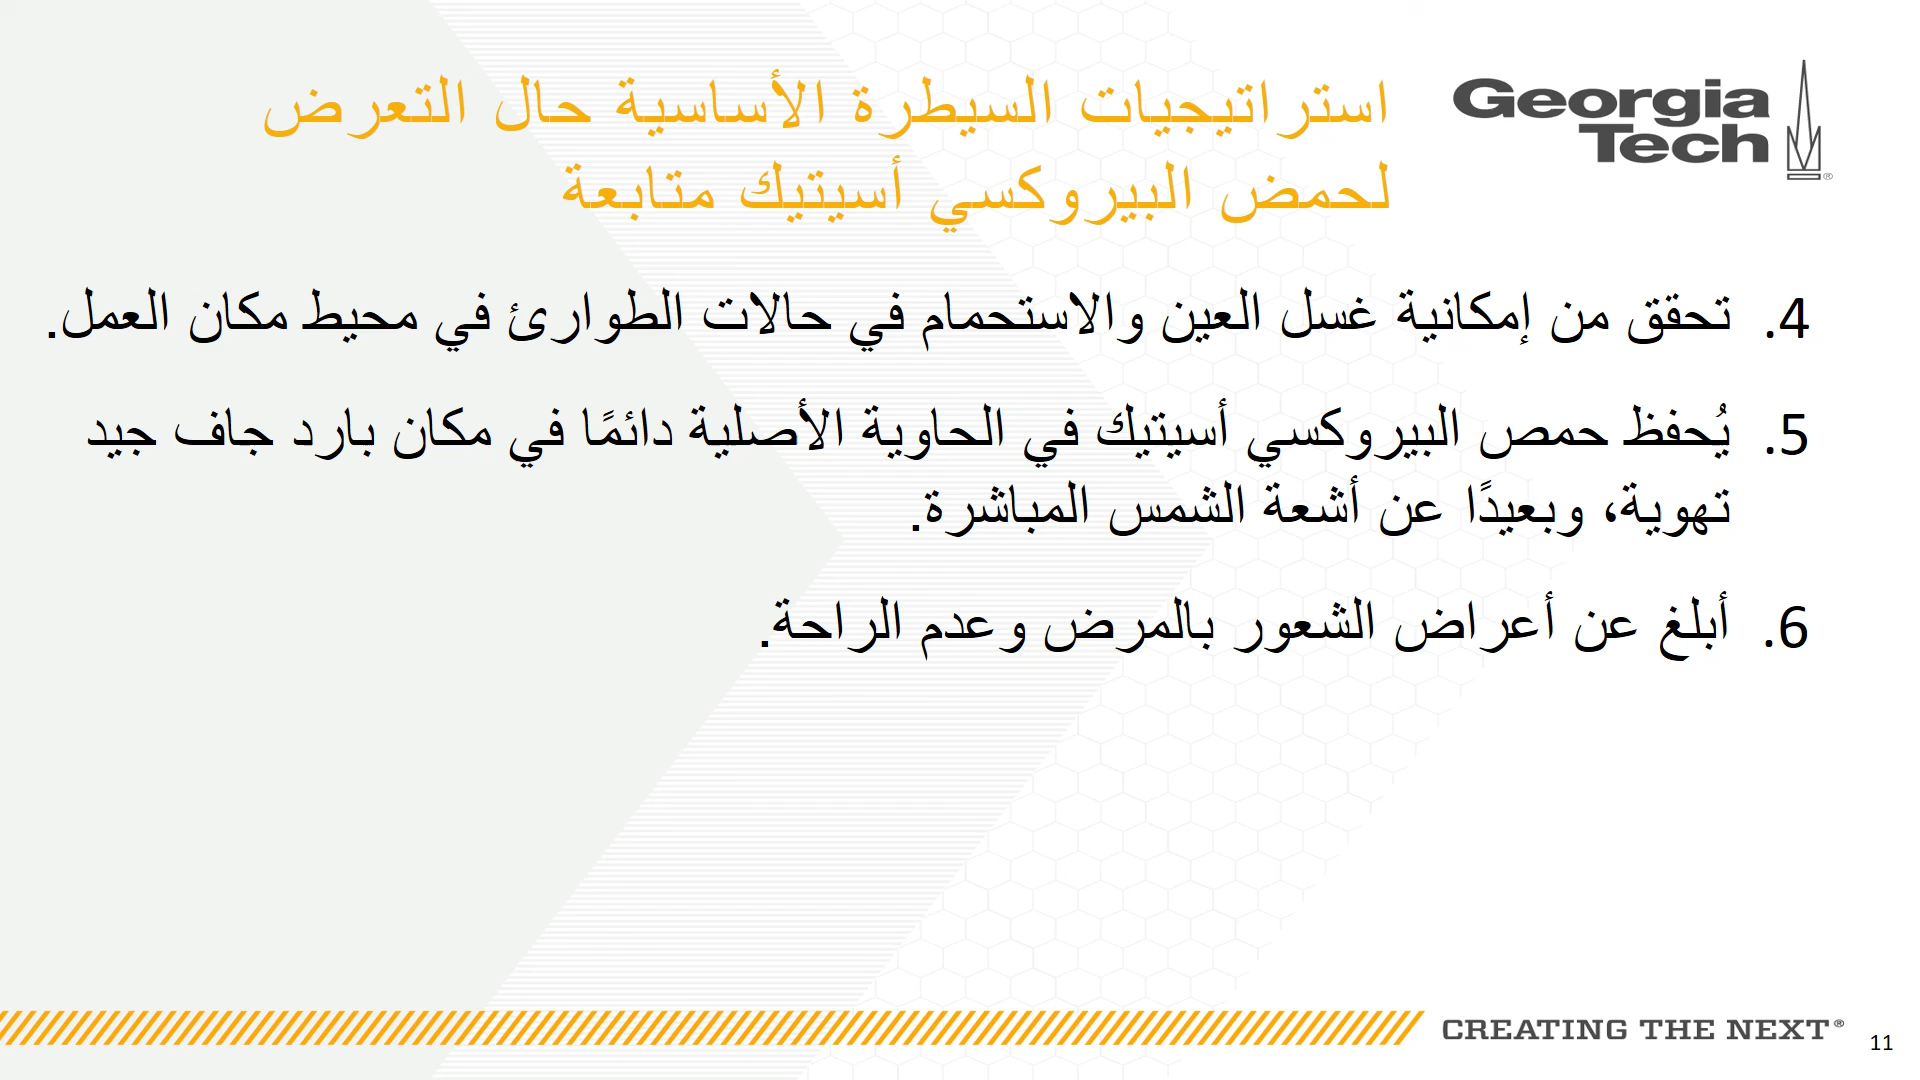 استراتيجيات السيطرة الأساسية حال التعرض
لحمض البيروكسي أسيتيك متابعة
Georgia
Tech®
4. تحقق من إمكانية غسل العين والاستحمام في حالات الطوارئ في محيط مكان العمل.
5. يُحفظ حمص البيروكسي أسيتيك في الحاوية الأصلية دائمًا في مكان بارد جاف جيد
تهوية، وبعيدًا عن أشعة الشمس المباشرة.
6. أبلغ عن أعراض الشعور بالمرض وعدم الراحة.
CREATING THE NEXT®
11